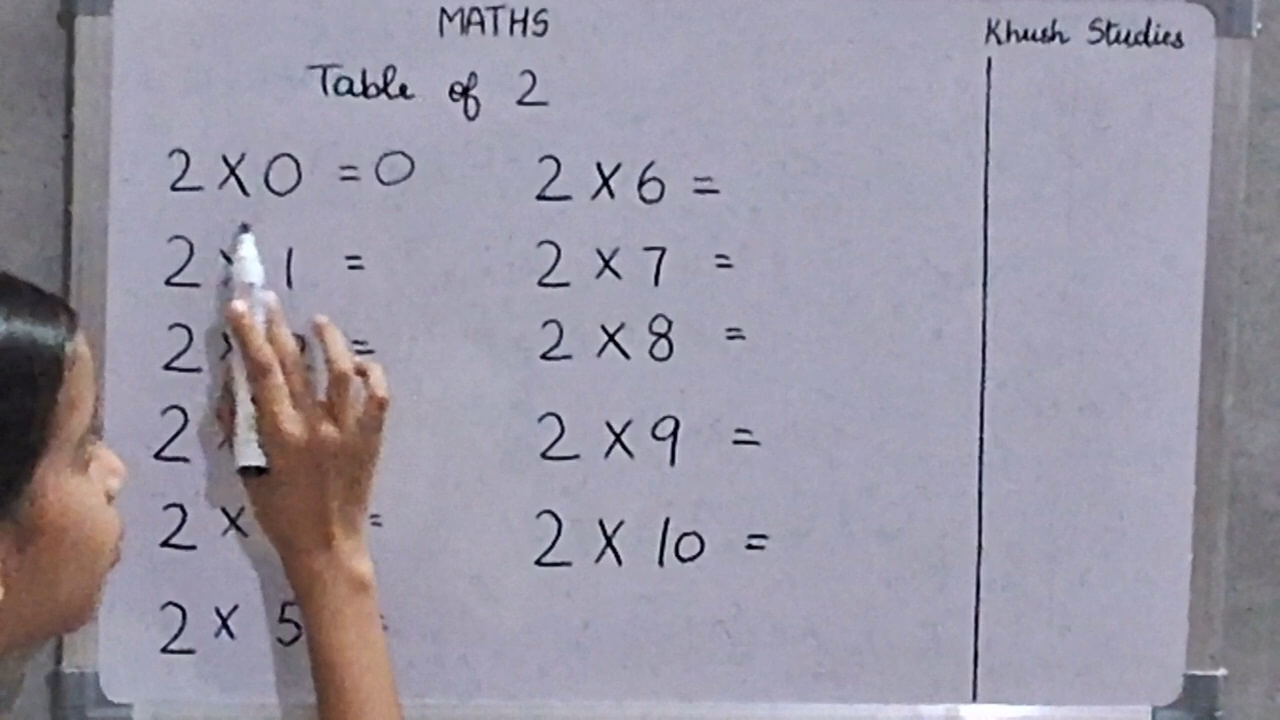 MATHS
Khush Studies
Table of 2
2 X 0 = 0
2 X 1 =
2 X =
2 X
2 X =
2 X 5 =
2 X 6 =
2 X 7 =
2 X 8 =
2 X 9 =
2 X 10 =